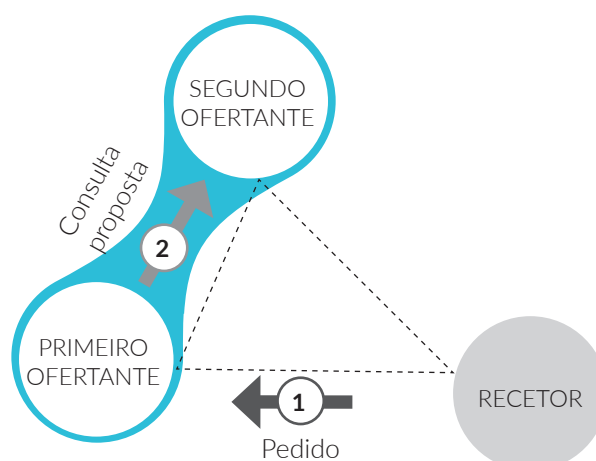 SEGUNDO
OFERTANTE
Consulta
proposta
2
PRIMEIRO
OFERTANTE
1
Pedido
RECETOR